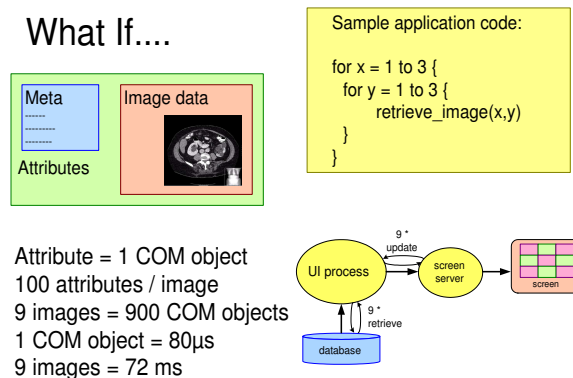 What If....
Sample application code:
for x = 1 to 3 {
for y = 1 to 3 {
retrieve_image(x,y)
}
}
Meta
------
---------
--------
Image data
Attributes
Attribute = 1 COM object
100 attributes / image
9 images = 900 COM objects
1 COM object = 80µs
9 images = 72 ms
9 *
update
UI process
screen
server
screen
9 *
retrieve
database